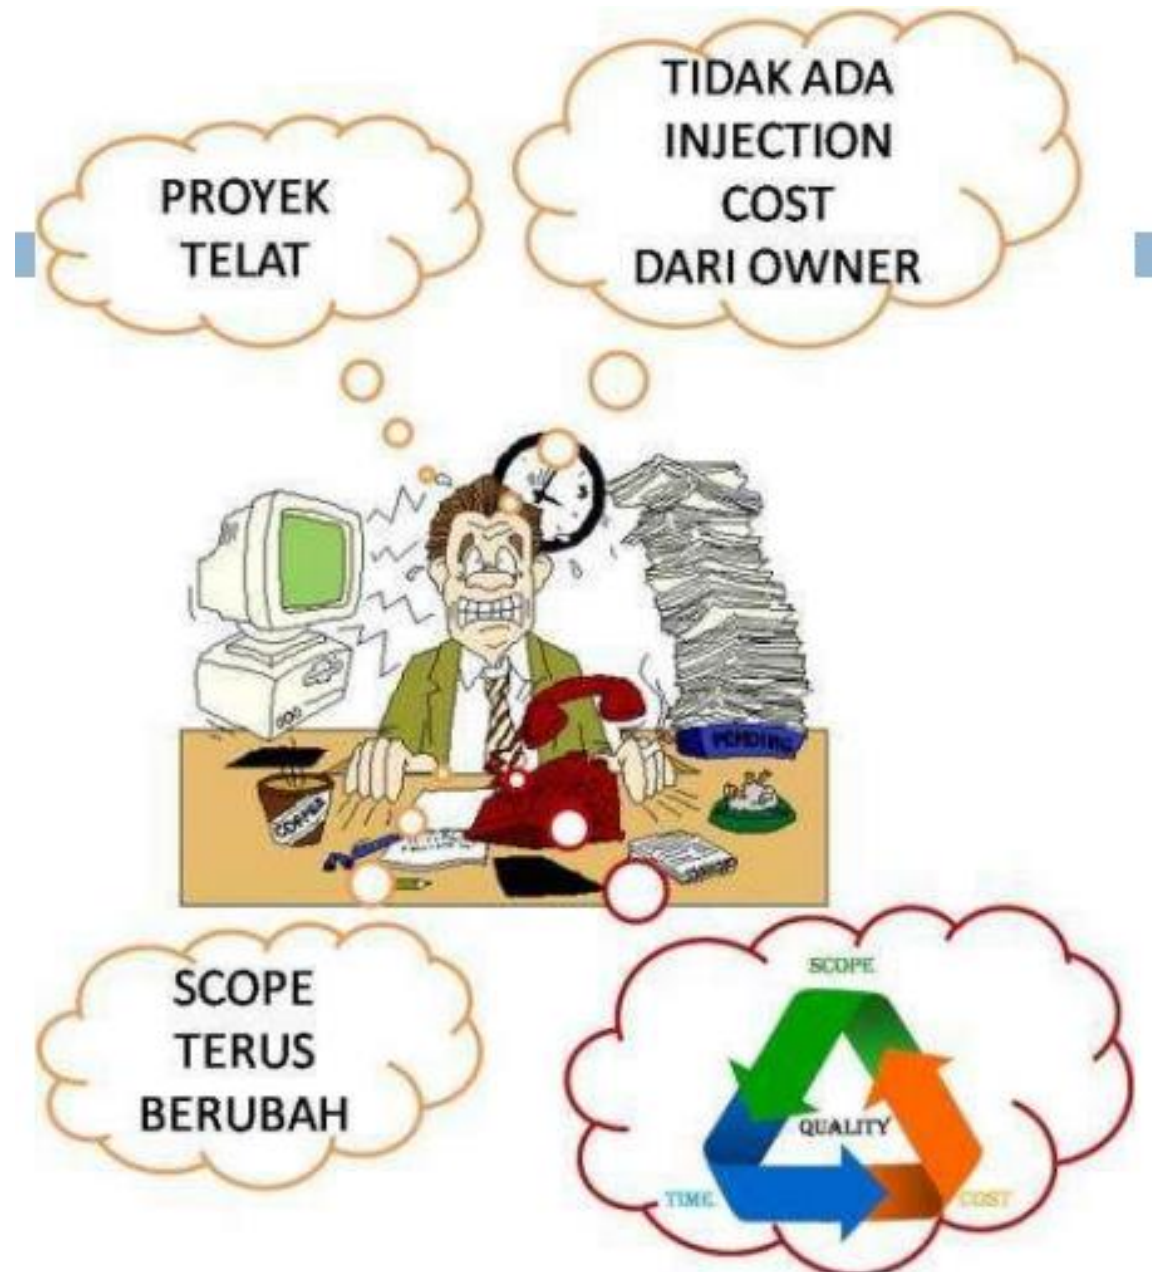 PROYEK
TELAT
TIDAK ADA
INJECTION
COST
DARI OWNER
PENDING
COFFEE
SCOPE
TERUS
BERUBAH
SCOPE
QUALITY
TIME
COST